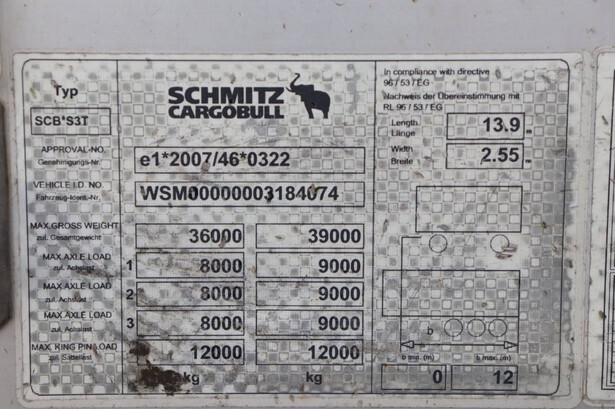 Typ
SCB*S3T
SCHMITZ
CARGOBULL
In compliance with directive
96 / 53 / EG
Nachweis der Übereinstimmung mit
RL 96 / 53 / EG
Length
Länge
13.9 m
Width
Breite
2.55 m
APPROVAL-NO.
Genehmigungs-Nr.
e1*2007/46*0322
VEHICLE I.D. NO.
Fahrzeug-Ident.-Nr.
WSM00000003184074
MAX.GROSS WEIGHT
zul. Gesamtgewicht
36000 39000
MAX.AXLE LOAD
zul. Achslast
1 8000 9000
MAX.AXLE LOAD
zul. Achslast
2 8000 9000
MAX.AXLE LOAD
zul. Achslast
3 8000 9000
MAX. KING PIN LOAD
zul. Sattellast
12000 12000
kg kg
b
b min. (m) b max. (m)
0 12